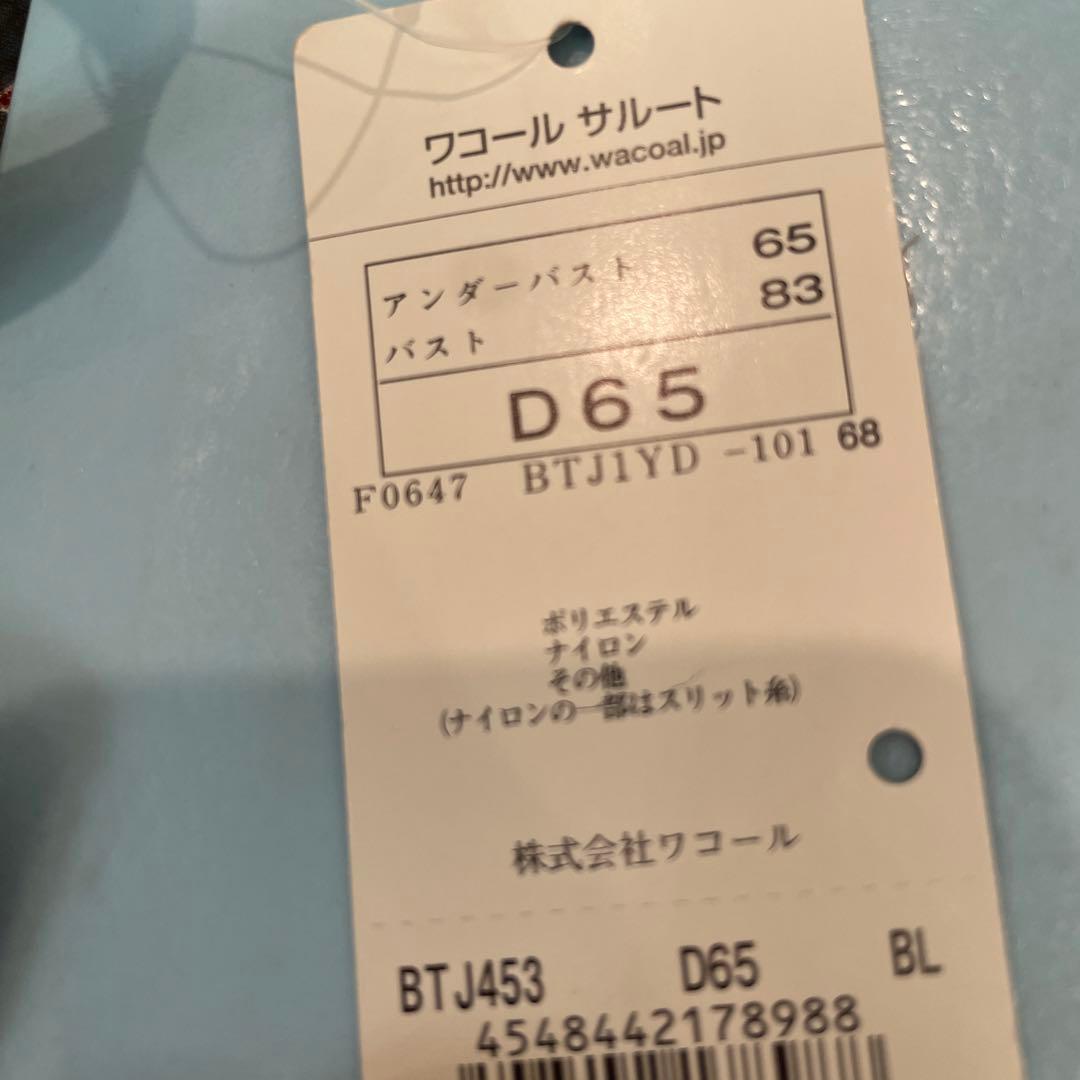 ワコール サルート
http://www.wacoal.jp
アンダーバスト 65
バスト 83
D65
F0647 BTJ1YD -101 68
ポリエステル
ナイロン
その他
(ナイロンの一部はスリット糸)
株式会社ワコール
BTJ453 D65 BL
4548442178988